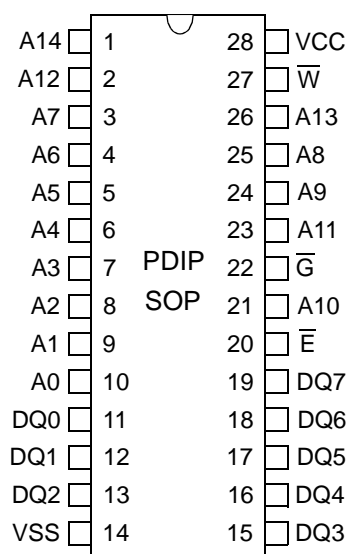 A14 1 28 VCC
A12 2 27 W̅
A7 3 26 A13
A6 4 25 A8
A5 5 24 A9
A4 6 23 A11
A3 7 PDIP 22 G̅
A2 8 SOP 21 A10
A1 9 20 E̅
A0 10 19 DQ7
DQ0 11 18 DQ6
DQ1 12 17 DQ5
DQ2 13 16 DQ4
VSS 14 15 DQ3